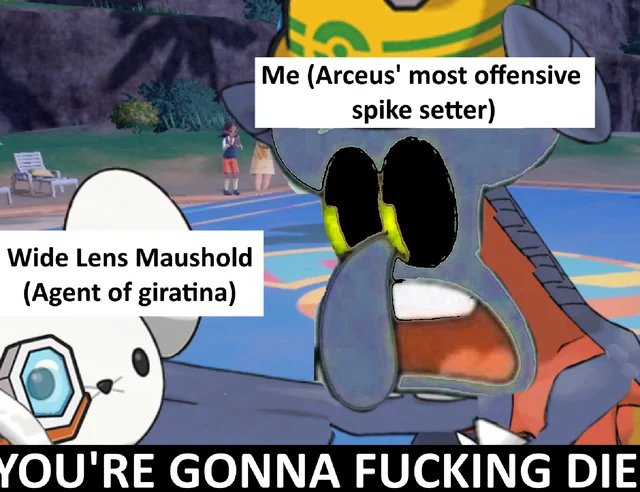 Me (Arceus' most offensive
spike setter)
Wide Lens Maushold
(Agent of giratina)
YOU'RE GONNA FUCKING DIE